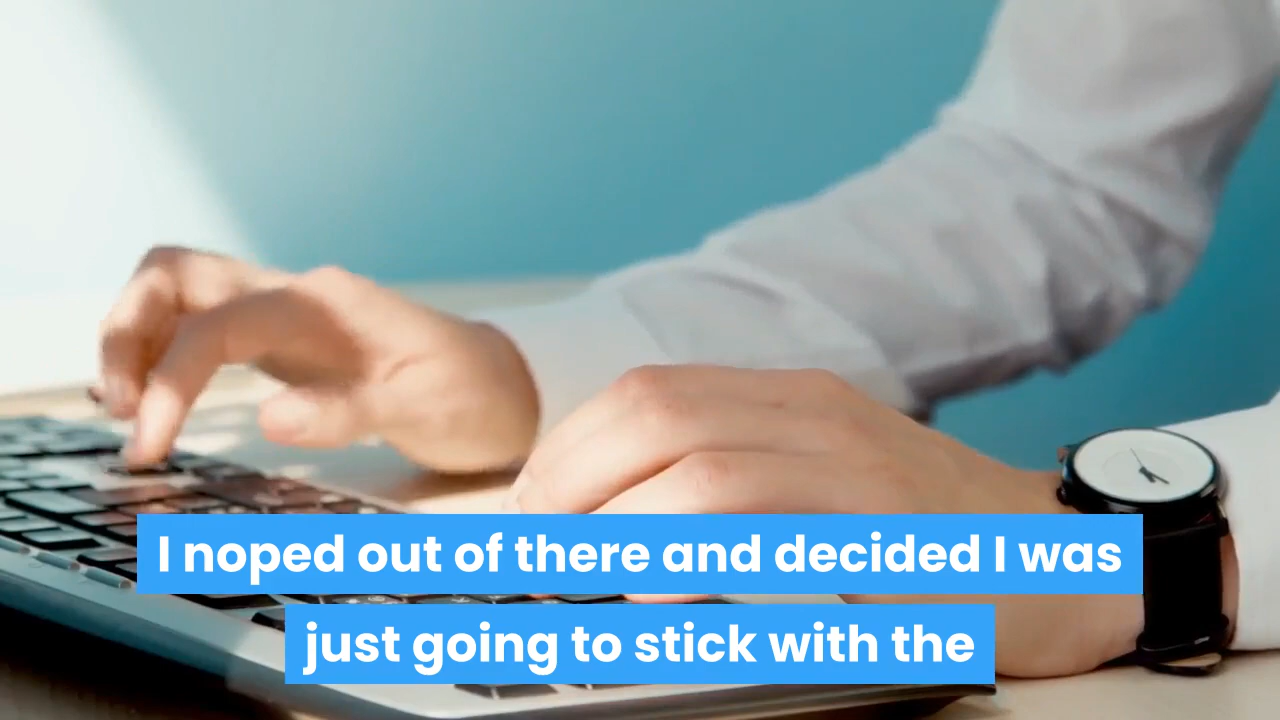 I noped out of there and decided I was
just going to stick with the